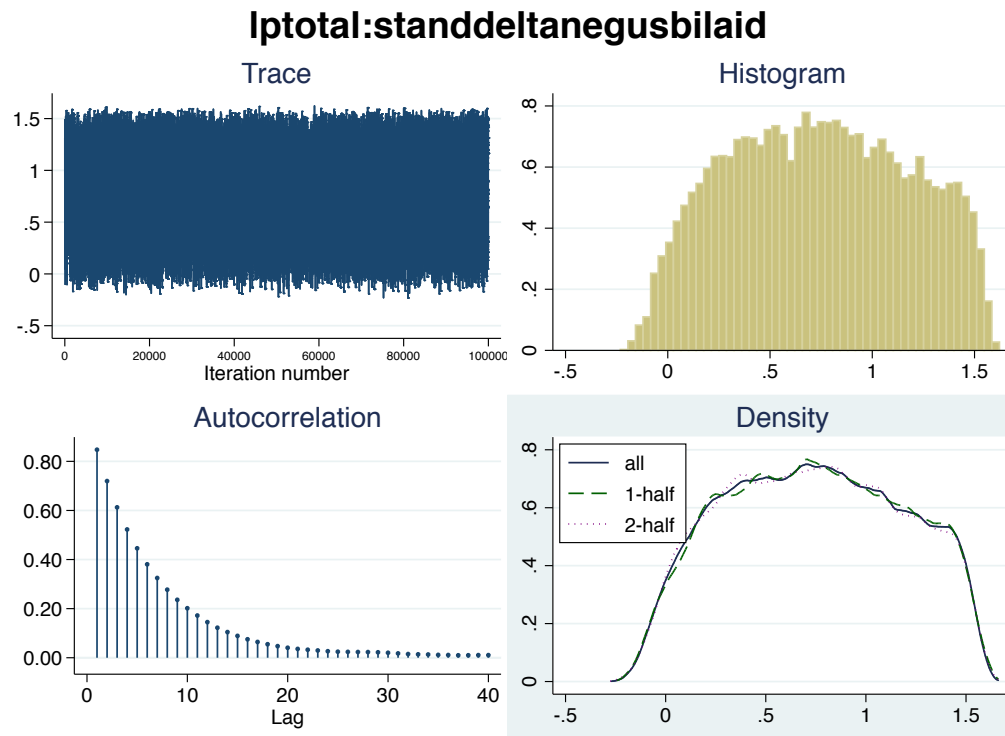 lptotal:standdeltanegusbilaid
Trace
1.5
1
.5
0
-.5
0 20000 40000 60000 80000 100000
Iteration number
Histogram
.8
.6
.4
.2
0
-.5 0 .5 1 1.5
Autocorrelation
0.80
0.60
0.40
0.20
0.00
0 10 20 30 40
Lag
Density
.8
.6
.4
.2
0
all
1-half
2-half
-.5 0 .5 1 1.5